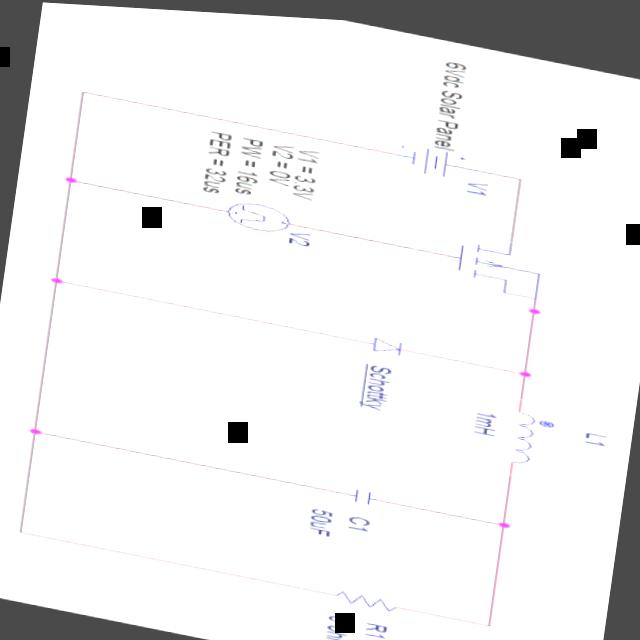 6Vdc Solar Panel
V1
V1 = 3.3V
V2 = 0V
PW = 16us
PER = 32us
V2
Schottky
L1
1mH
C1
50uF
R1